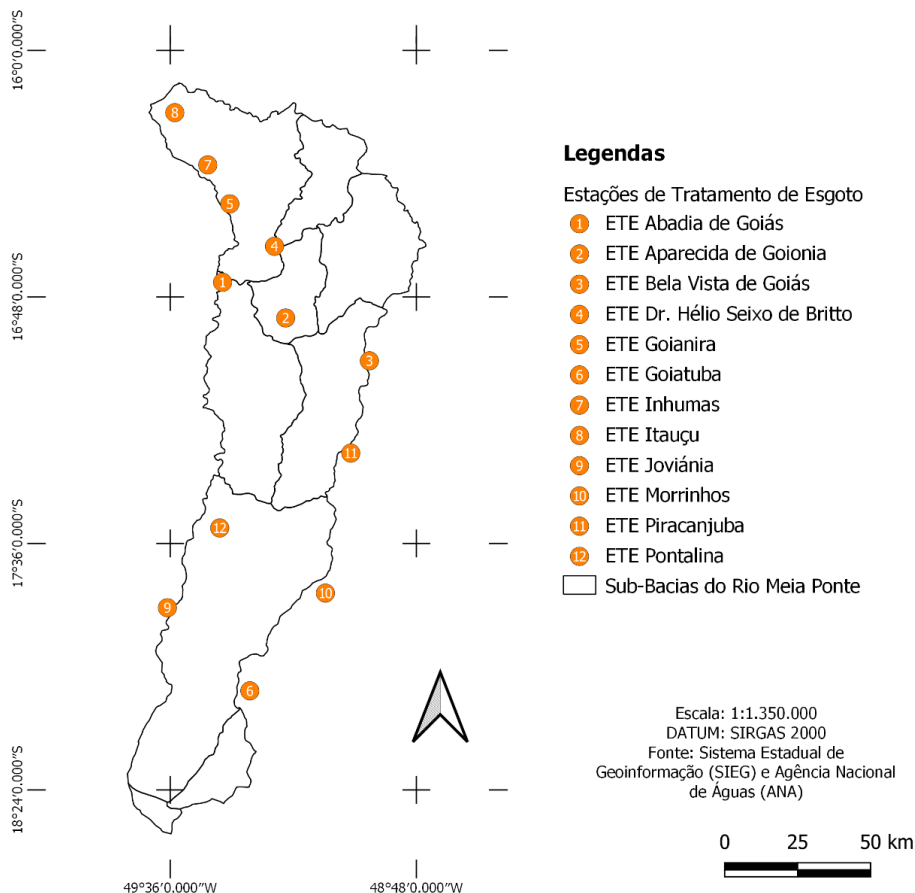 16°0'0.000"S
16°48'0.000"S
17°36'0.000"S
18°24'0.000"S
49°36'0.000"W
48°48'0.000"W
8
7
5
4
1
2
3
11
12
10
9
6
Legendas
Estações de Tratamento de Esgoto
1 ETE Abadia de Goiás
2 ETE Aparecida de Goionia
3 ETE Bela Vista de Goiás
4 ETE Dr. Hélio Seixo de Britto
5 ETE Goianira
6 ETE Goiatuba
7 ETE Inhumas
8 ETE Itauçu
9 ETE Joviánia
10 ETE Morrinhos
11 ETE Piracanjuba
12 ETE Pontalina
Sub-Bacias do Rio Meia Ponte
Escala: 1:1.350.000
DATUM: SIRGAS 2000
Fonte: Sistema Estadual de
Geoinformação (SIEG) e Agência Nacional
de Águas (ANA)
0 25 50 km